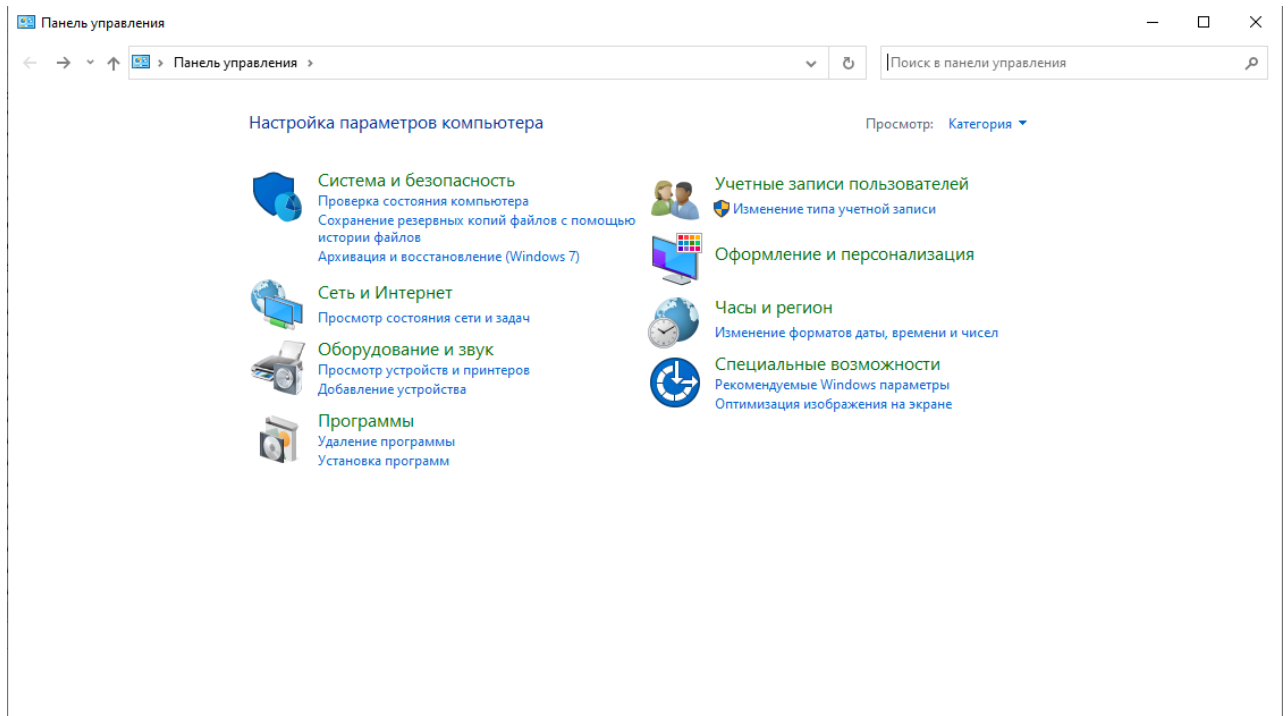 Панель управления
Панель управления
Поиск в панели управления
Настройка параметров компьютера
Просмотр: Категория
Система и безопасность
Проверка состояния компьютера
Сохранение резервных копий файлов с помощью
истории файлов
Архивация и восстановление (Windows 7)
Сеть и Интернет
Просмотр состояния сети и задач
Оборудование и звук
Просмотр устройств и принтеров
Добавление устройства
Программы
Удаление программы
Установка программ
Учетные записи пользователей
Изменение типа учетной записи
Оформление и персонализация
Часы и регион
Изменение форматов даты, времени и чисел
Специальные возможности
Рекомендуемые Windows параметры
Оптимизация изображения на экране